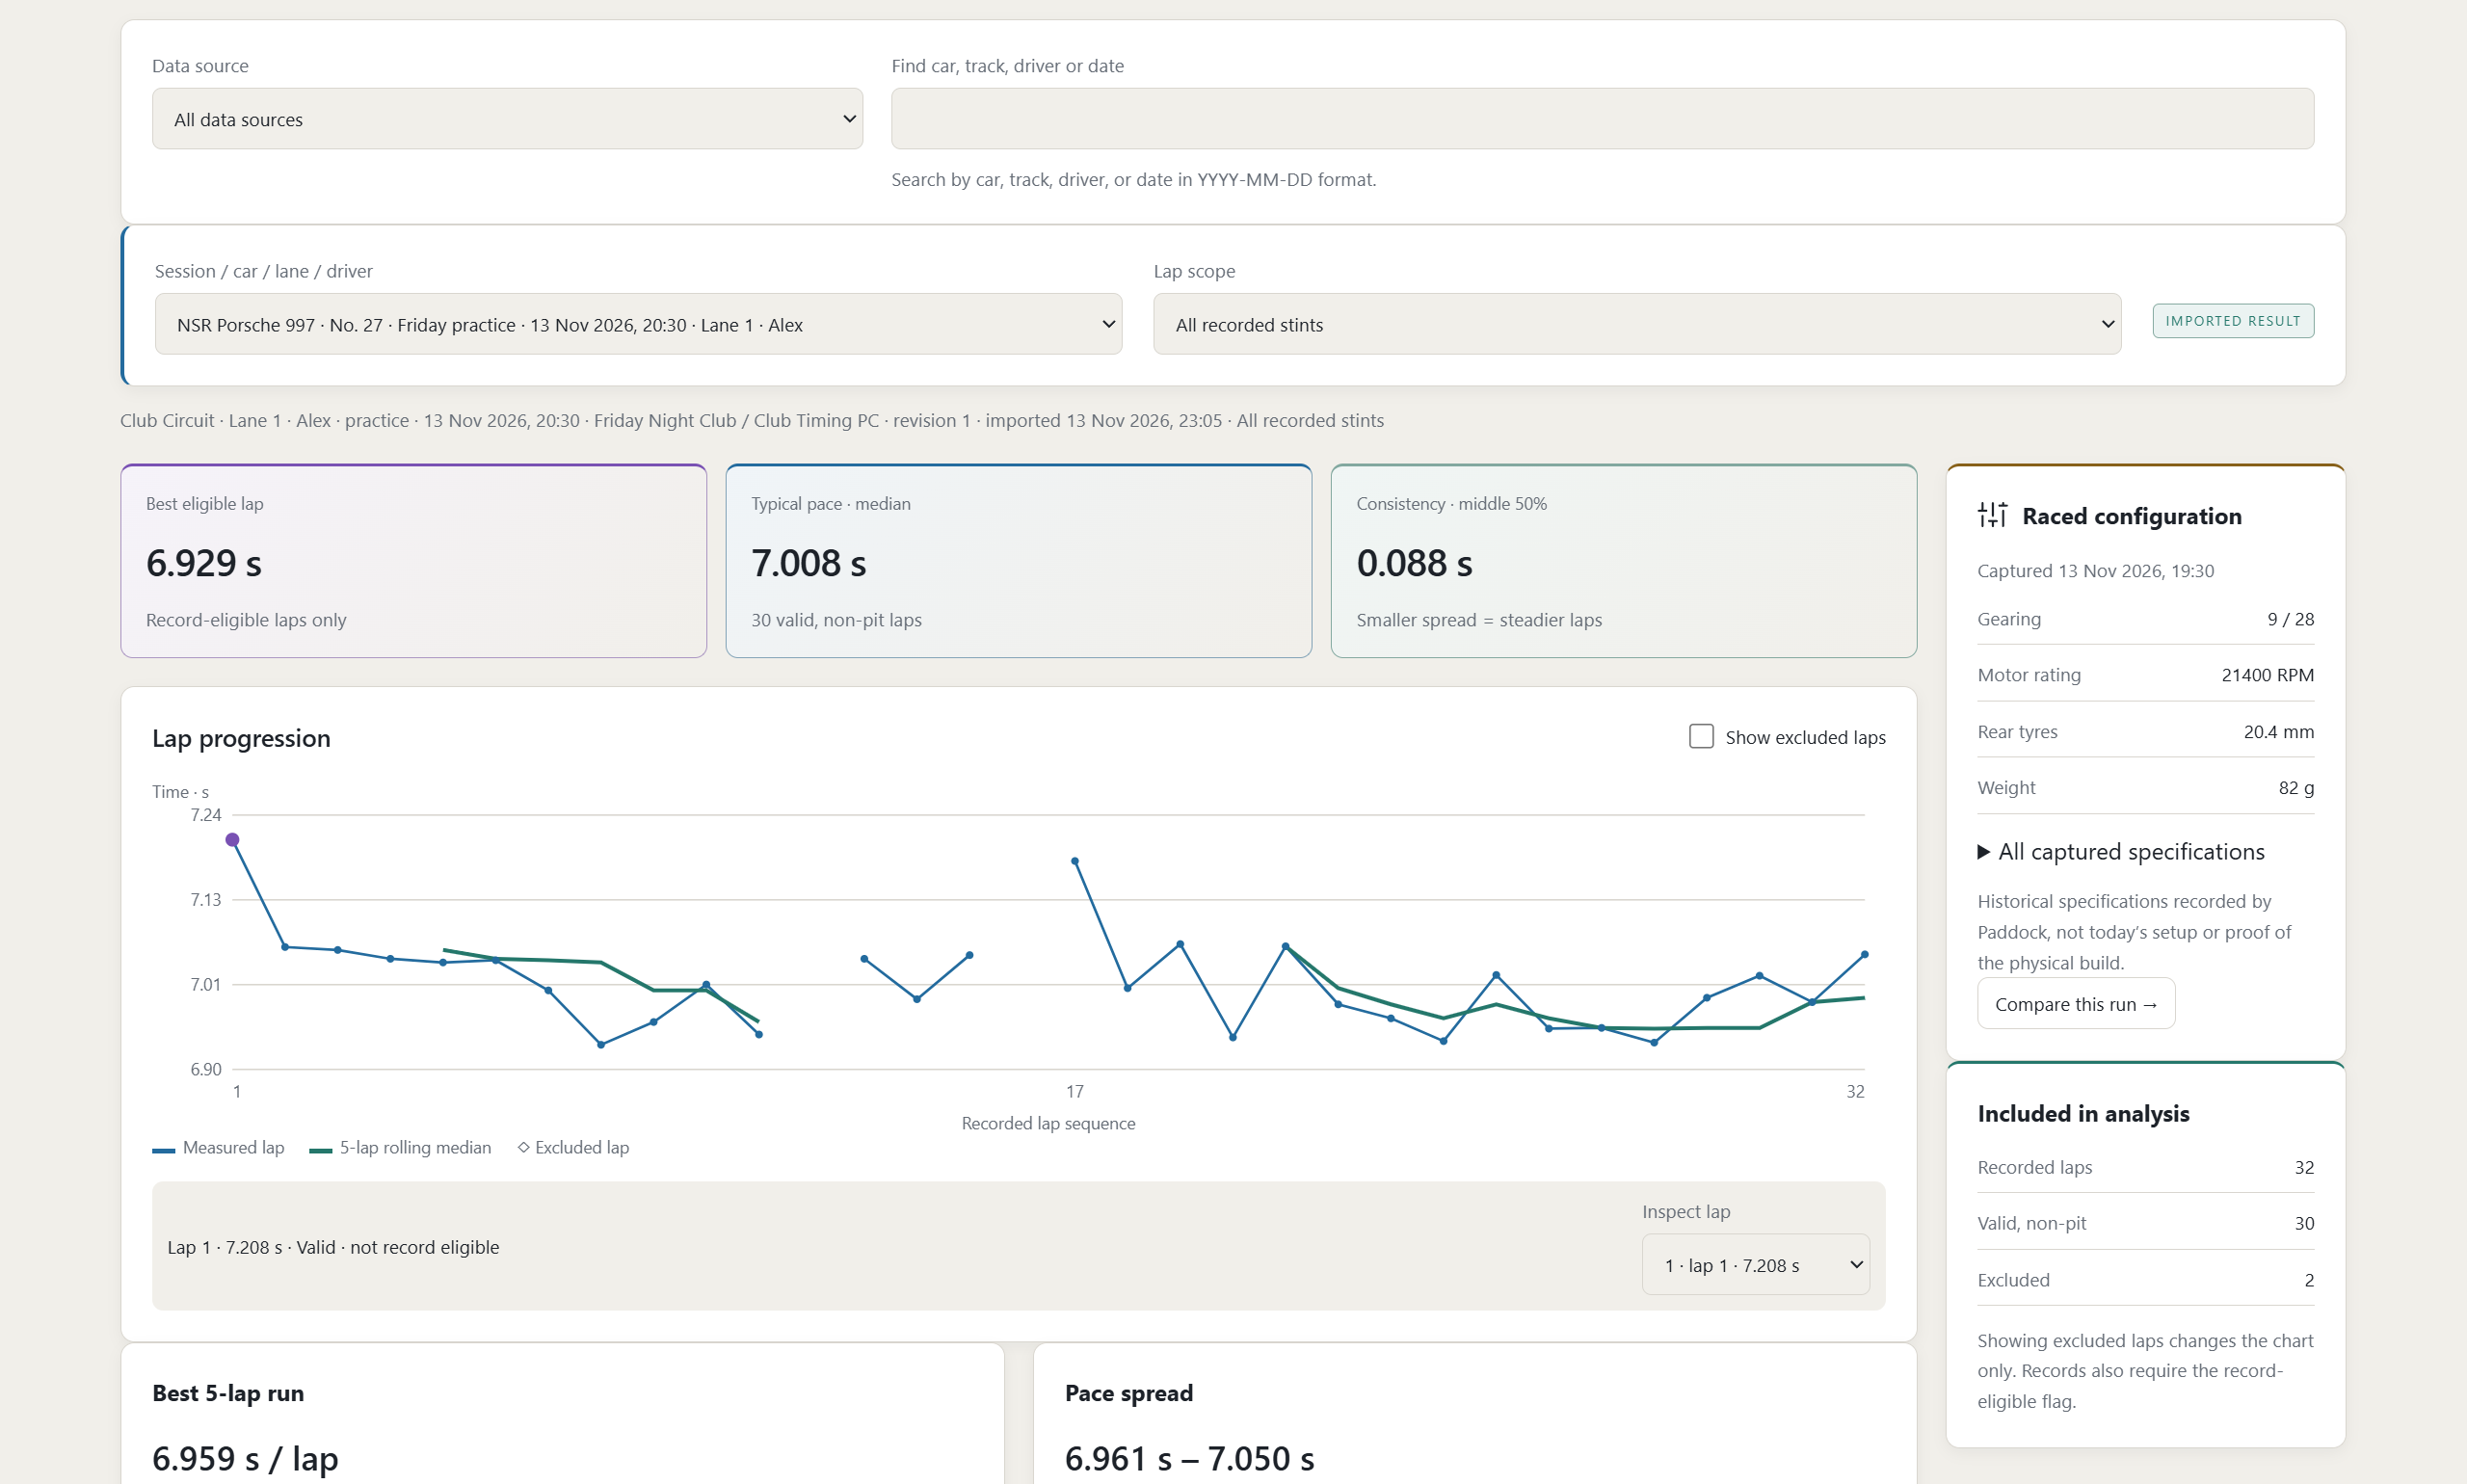 Data source
All data sources
Find car, track, driver or date
Search by car, track, driver, or date in YYYY-MM-DD format.
Session / car / lane / driver
NSR Porsche 997 · No. 27 · Friday practice · 13 Nov 2026, 20:30 · Lane 1 · Alex
Lap scope
All recorded stints
IMPORTED RESULT
Club Circuit · Lane 1 · Alex · practice · 13 Nov 2026, 20:30 · Friday Night Club / Club Timing PC · revision 1 · imported 13 Nov 2026, 23:05 · All recorded stints
Best eligible lap
6.929 s
Record-eligible laps only
Typical pace · median
7.008 s
30 valid, non-pit laps
Consistency · middle 50%
0.088 s
Smaller spread = steadier laps
Lap progression
Show excluded laps
Time · s
7.24
7.13
7.01
6.90
1
17
32
Recorded lap sequence
Measured lap
5-lap rolling median
◇ Excluded lap
Lap 1 · 7.208 s · Valid · not record eligible
Inspect lap
1 · lap 1 · 7.208 s
Best 5-lap run
6.959 s / lap
Pace spread
6.961 s – 7.050 s
Raced configuration
Captured 13 Nov 2026, 19:30
Gearing 9 / 28
Motor rating 21400 RPM
Rear tyres 20.4 mm
Weight 82 g
▶ All captured specifications
Historical specifications recorded by
Paddock, not today’s setup or proof of
the physical build.
Compare this run →
Included in analysis
Recorded laps 32
Valid, non-pit 30
Excluded 2
Showing excluded laps changes the chart
only. Records also require the record-
eligible flag.